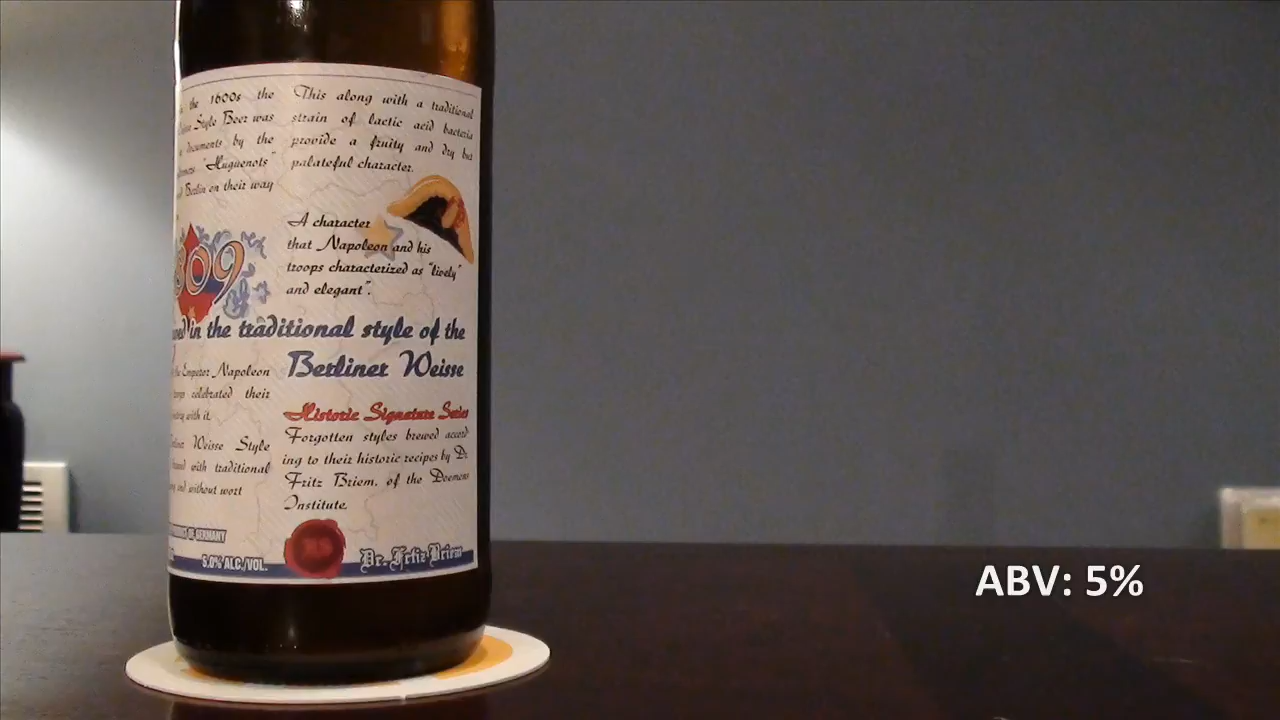 the 1600s the
Style Beer was
documents by the
"Huguenots"
Berlin on their way
This along with a traditional
strain of lactic acid bacteria
provide a fruity and dry but
palateful character.
A character
that Napoleon and his
troops characterized as "lively"
and elegant".
809
in the traditional style of the
Berliner Weisse
the Emperor Napoleon
celebrated their
with it.
Weisse Style
with traditional
and without wort
Historic Signature Series
Forgotten styles brewed accord
ing to their historic recipes by Dr.
Fritz Briem. of the Doemens
Institute.
OF GERMANY
5.0% ALC./VOL.
Dr. Fritz Briem
ABV: 5%